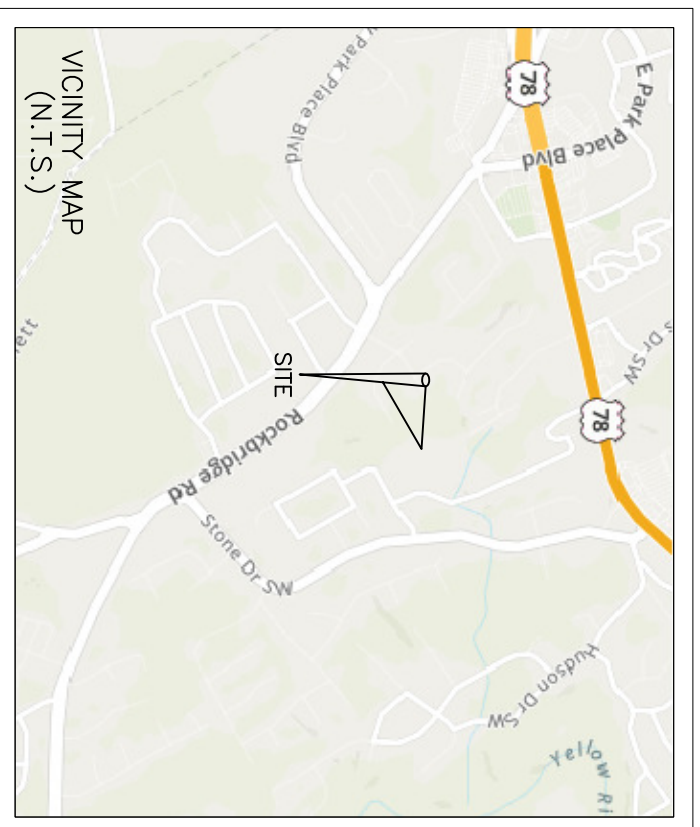 VICINITY MAP
(N.T.S.)
SITE
78
78
E Park Place Blvd
Park Place Blvd
Rockbridge Rd
Stone Dr SW
Hudson Dr SW
s Dr SW
Yellow Ri
ett